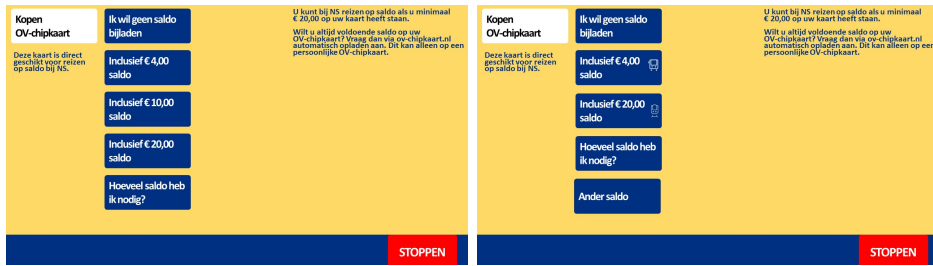 Kopen
OV-chipkaart
Deze kaart is direct
geschikt voor reizen
op saldo bij NS.
Ik wil geen saldo
bijladen
Inclusief € 4,00
saldo
Inclusief € 10,00
saldo
Inclusief € 20,00
saldo
Hoeveel saldo heb
ik nodig?
U kunt bij NS reizen op saldo als u minimaal
€ 20,00 op uw kaart heeft staan.
Wilt u altijd voldoende saldo op uw
OV-chipkaart? Vraag dan via ov-chipkaart.nl
automatisch opladen aan. Dit kan alleen op een
persoonlijke OV-chipkaart.
STOPPEN
Kopen
OV-chipkaart
Deze kaart is direct
geschikt voor reizen
op saldo bij NS.
Ik wil geen saldo
bijladen
Inclusief € 4,00
saldo
Inclusief € 20,00
saldo
Hoeveel saldo heb
ik nodig?
Ander saldo
U kunt bij NS reizen op saldo als u minimaal
€ 20,00 op uw kaart heeft staan.
Wilt u altijd voldoende saldo op uw
OV-chipkaart? Vraag dan via ov-chipkaart.nl
automatisch opladen aan. Dit kan alleen op een
persoonlijke OV-chipkaart.
STOPPEN